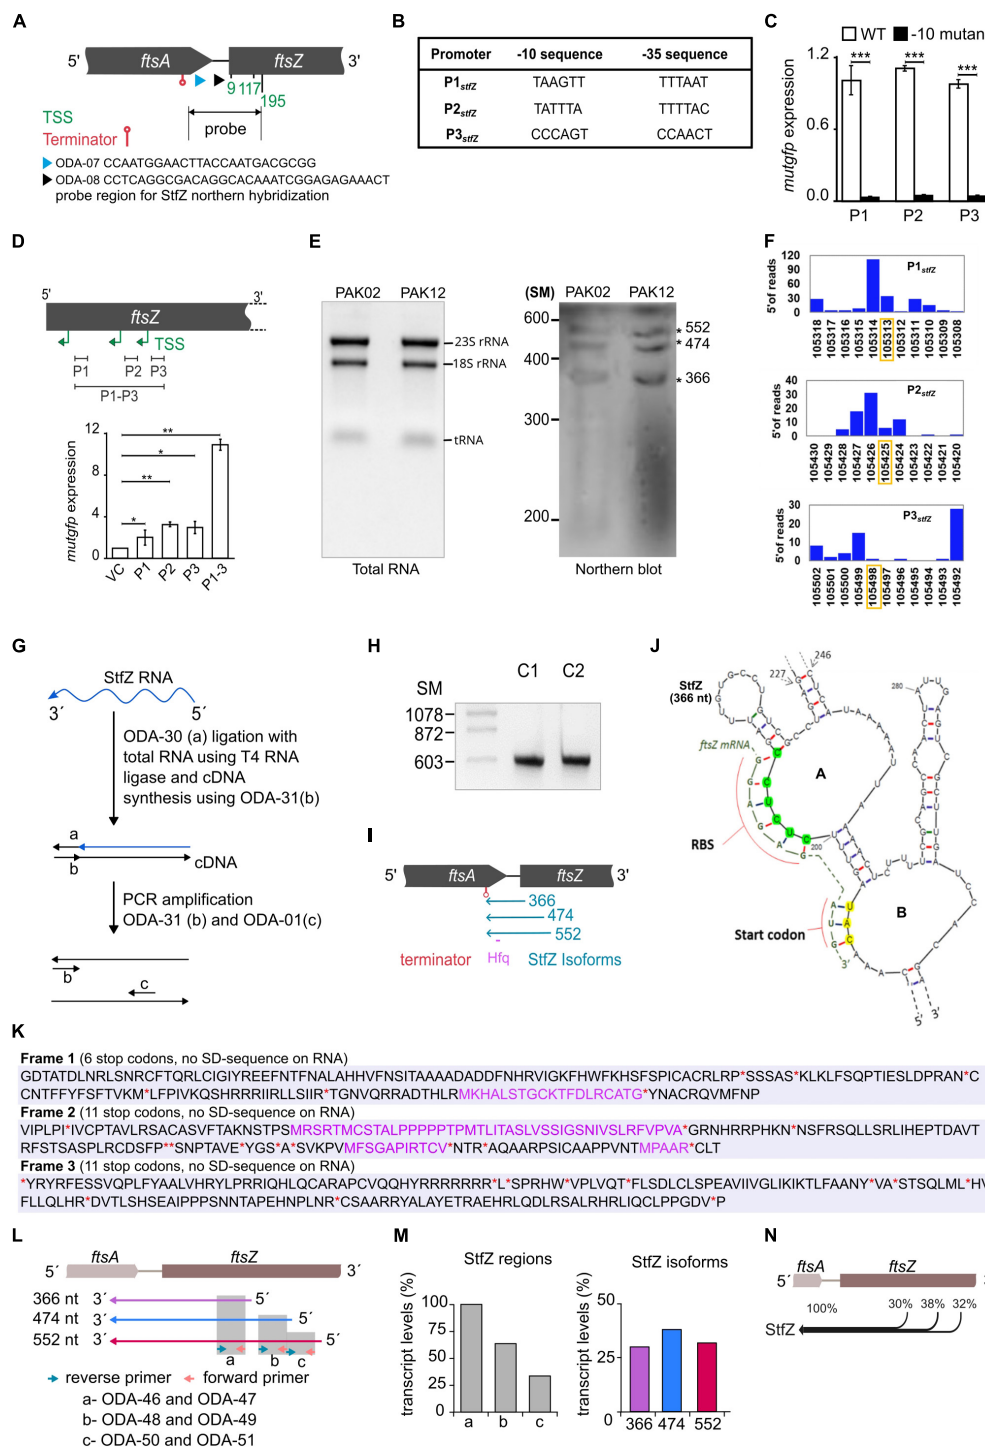 A
5'
ftsA
ftsZ
3'
9
117
195
TSS
Terminator
probe
ODA-07 CCAATGGAACTTACCAATGACGCGG
ODA-08 CCTCAGGCGACAGGCACAAATCGGAGAGAAACT
probe region for StfZ northern hybridization
B
Promoter -10 sequence -35 sequence
P1stfZ TAAGTT TTTAAT
P2stfZ TATTTA TTTTAC
P3stfZ CCCAGT CCAACT
C
WT -10 mutan
mutgfp expression
1.2
0.6
0.0
***
***
***
P1 P2 P3
D
5'
3'
ftsZ
TSS
P1 P2 P3
P1-P3
mutgfp expression
12
8
4
0
*
**
*
**
VC P1 P2 P3 P1-3
E
PAK02 PAK12
23S rRNA
18S rRNA
tRNA
Total RNA
(SM) PAK02 PAK12
600
400
300
200
* 552
* 474
* 366
Northern blot
F
5'of reads
120
90
60
30
0
P1stfZ
105318 105317 105316 105315 105314 105313 105312 105311 105310 105309 105308
5'of reads
40
30
20
10
0
P2stfZ
105430 105429 105428 105427 105426 105425 105424 105423 105422 105421 105420
5'of reads
30
20
10
0
P3stfZ
105502 105501 105500 105499 105498 105497 105496 105495 105494 105493 105492
G
StfZ RNA
3´ 5´
ODA-30 (a) ligation with
total RNA using T4 RNA
ligase and cDNA
synthesis using ODA-31(b)
a
b
cDNA
PCR amplification
ODA-31 (b) and ODA-01(c)
b
c
H
C1 C2
SM
1078
872
603
I
5'
ftsA
ftsZ
3'
366
474
552
terminator
Hfq
StfZ Isoforms
J
StfZ
(366 nt)
227
246
280
200
ftsZ mRNA
A
RBS
B
Start codon
3'
5'
3'
K
Frame 1 (6 stop codons, no SD-sequence on RNA)
GDTATDLNRLSNRCFTQRLCIGIYREEFNTFNALAHHVFNSITAAAADADDFNHRVIGKFHWFKHSFSPICACRLRP*SSSAS*KLKLFSQPTIESLDPRAN*C
CNTFFYFSFTVKM*LFPIVKQSHRRRIIRLLSIIR*TGNVQRRADTHLRMKHALSTGCKTFDLRCATG*YNACRQVMFNP
Frame 2 (11 stop codons, no SD-sequence on RNA)
VIPLPI*IVCPTAVLRSACASVFTAKNSTPSMRSRTMCSTALPPPPPTPMTLITASLVSSIGSNIVSLRFVPVA*GRNHRRPHKN*NSFRSQLLSRLIHEPTDAVT
RFSTSASPLRCDSFP**SNPTAVE*YGS*A*SVKPVMFSGAPIRTCV*NTR*AQAARPSICAAPPVNTMPAAR*CLT
Frame 3 (11 stop codons, no SD-sequence on RNA)
*YRYRFESSVQPLFYAALVHRYLPRRIQHLQCARAPCVQQHYRRRRRRR*L*SPRHW*VPLVQT*FLSDLCLSPEAVIIVGLIKIKTLFAANY*VA*STSQLML*HV
FLLQLHR*DVTLSHSEAIPPPSNNTAPEHNPLNR*CSAARRYALAYETRAEHRLQDLRSALRHRLIQCLPPGDV*P
L
5´
ftsA
ftsZ
3´
366 nt 3´ 5´
474 nt 3´ 5´
552 nt 3´ 5´
a b c
reverse primer forward primer
a- ODA-46 and ODA-47
b- ODA-48 and ODA-49
c- ODA-50 and ODA-51
M
StfZ regions
transcript levels (%)
100
75
50
25
0
a b c
StfZ isoforms
transcript levels (%)
50
25
0
366 474 552
N
5´
ftsA
ftsZ
100%
30%
38%
32%
StfZ